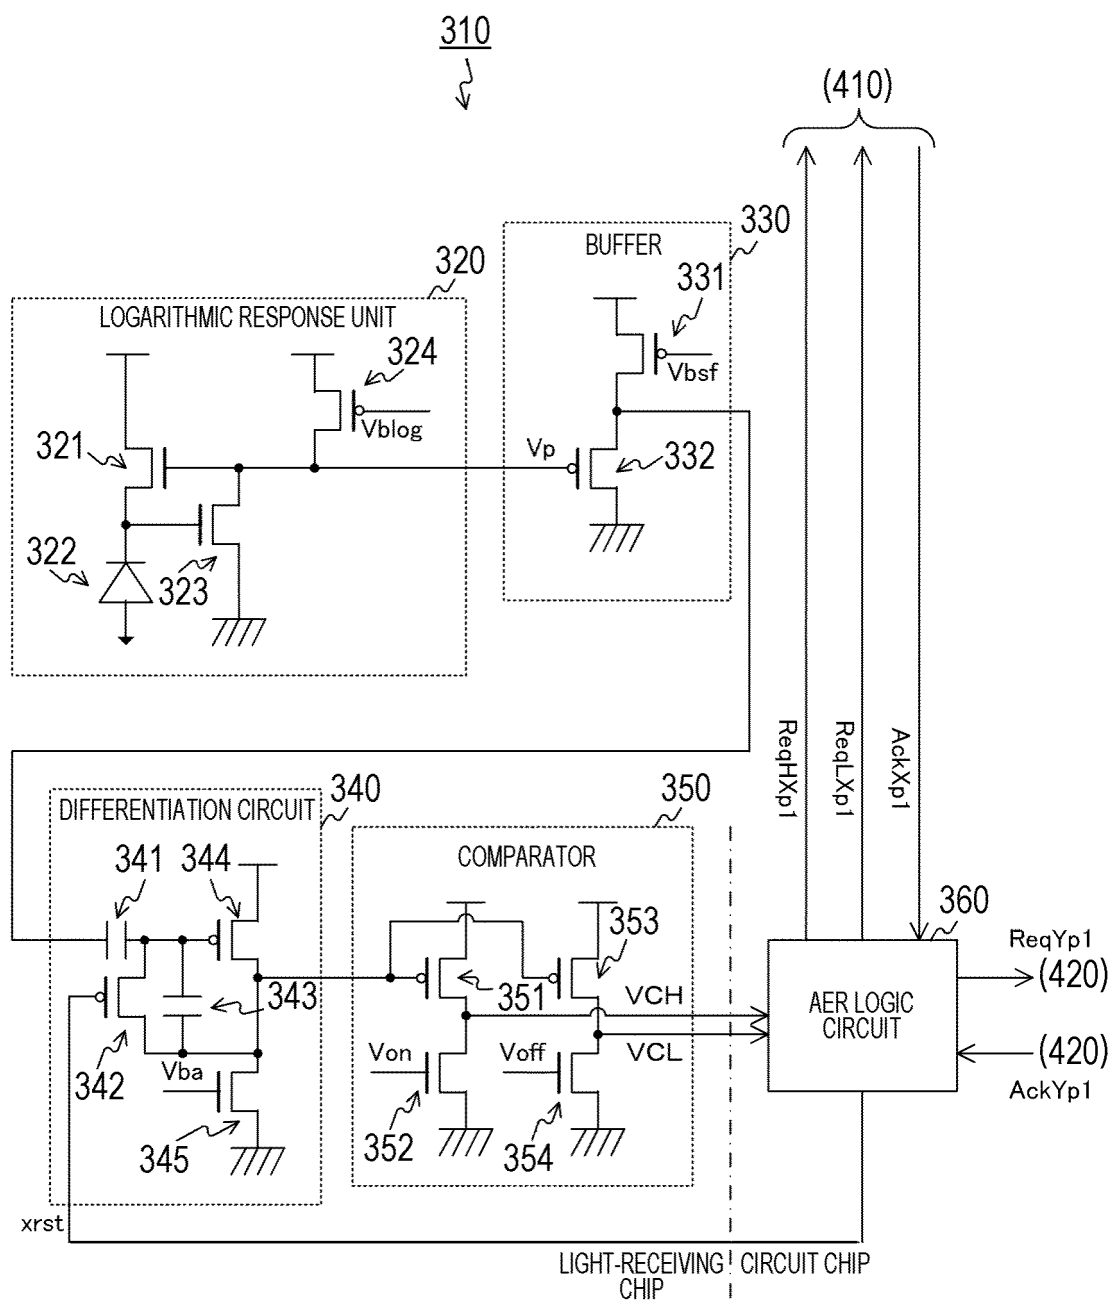 310
(410)
BUFFER
330
331
Vbsf
Vp
332
320
LOGARITHMIC RESPONSE UNIT
324
Vblog
321
322
323
ReqHXp1
ReqLXp1
AckXp1
340
DIFFERENTIATION CIRCUIT
341
344
343
342
Vba
345
xrst
350
COMPARATOR
353
351
VCH
VCL
Von
Voff
352
354
360
AER LOGIC
CIRCUIT
ReqYp1
(420)
(420)
AckYp1
LIGHT-RECEIVING
CHIP
CIRCUIT CHIP